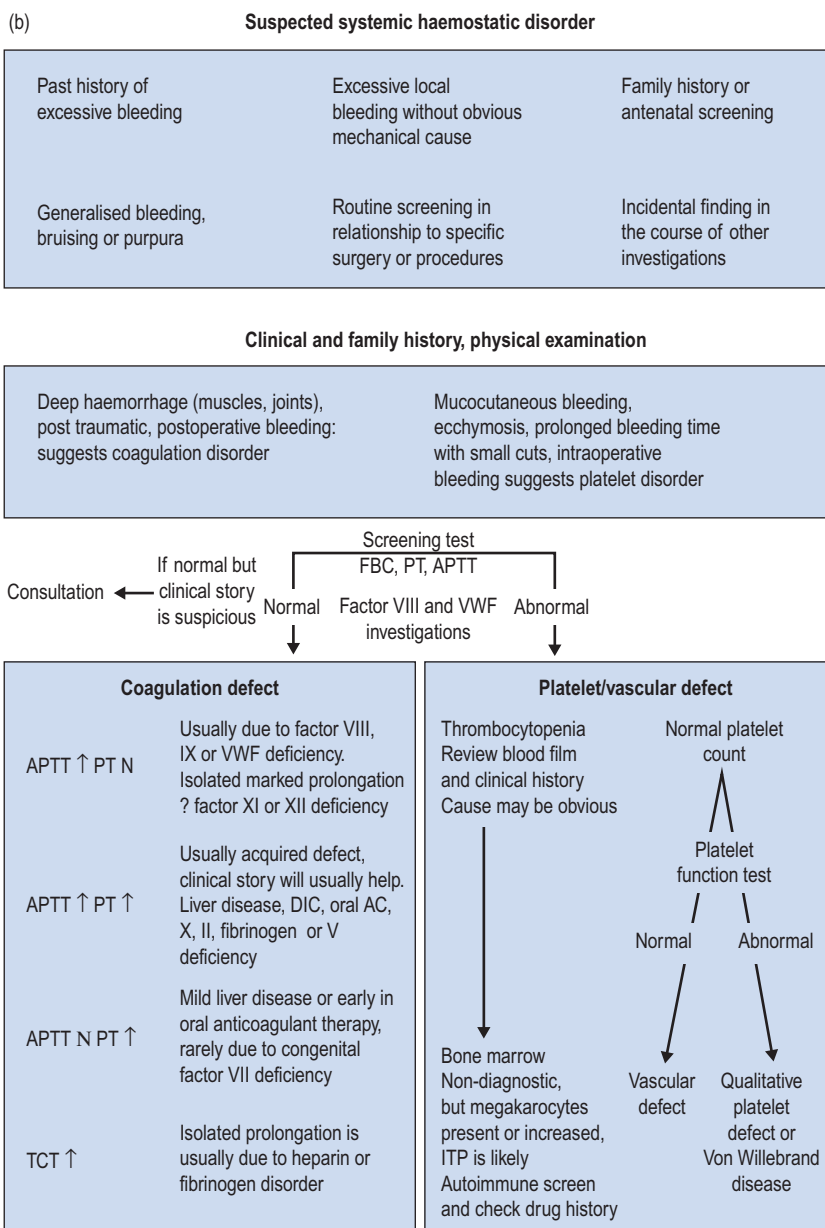 (b)
Suspected systemic haemostatic disorder
Past history of
excessive bleeding
Excessive local
bleeding without obvious
mechanical cause
Family history or
antenatal screening
Generalised bleeding,
bruising or purpura
Routine screening in
relationship to specific
surgery or procedures
Incidental finding in
the course of other
investigations
Clinical and family history, physical examination
Deep haemorrhage (muscles, joints),
post traumatic, postoperative bleeding:
suggests coagulation disorder
Mucocutaneous bleeding,
ecchymosis, prolonged bleeding time
with small cuts, intraoperative
bleeding suggests platelet disorder
Screening test
FBC, PT, APTT
Consultation
If normal but
clinical story
is suspicious
Normal
Factor VIII and VWF
investigations
Abnormal
Coagulation defect
APTT ↑ PT N
Usually due to factor VIII,
IX or VWF deficiency.
Isolated marked prolongation
? factor XI or XII deficiency
APTT ↑ PT ↑
Usually acquired defect,
clinical story will usually help.
Liver disease, DIC, oral AC,
X, II, fibrinogen or V
deficiency
APTT N PT ↑
Mild liver disease or early in
oral anticoagulant therapy,
rarely due to congenital
factor VII deficiency
TCT ↑
Isolated prolongation is
usually due to heparin or
fibrinogen disorder
Platelet/vascular defect
Thrombocytopenia
Review blood film
and clinical history
Cause may be obvious
Normal platelet
count
Platelet
function test
Normal
Abnormal
Bone marrow
Non-diagnostic,
but megakarocytes
present or increased,
ITP is likely
Autoimmune screen
and check drug history
Vascular
defect
Qualitative
platelet
defect or
Von Willebrand
disease